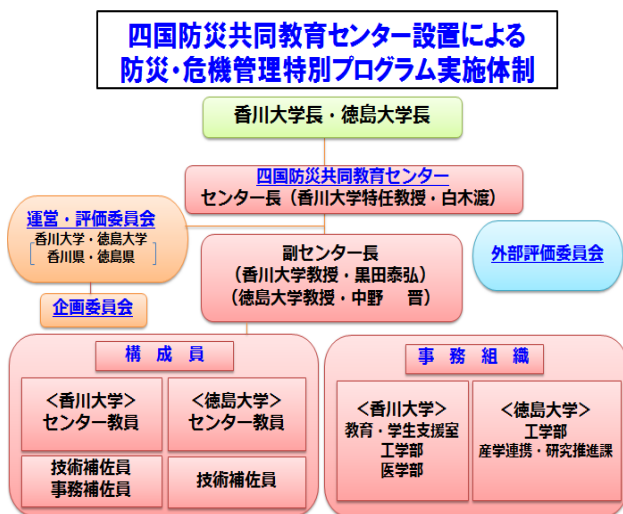 四国防災共同教育センター設置による
防災・危機管理特別プログラム実施体制
香川大学長・徳島大学長
四国防災共同教育センター
センター長（香川大学特任教授・白木渡）
運営・評価委員会
香川大学・徳島大学
香川県・徳島県
企画委員会
副センター長
（香川大学教授・黒田泰弘）
（徳島大学教授・中野　晋）
外部評価委員会
構成員
＜香川大学＞
センター教員
＜徳島大学＞
センター教員
技術補佐員
事務補佐員
技術補佐員
事務組織
＜香川大学＞
教育・学生支援室
工学部
医学部
＜徳島大学＞
工学部
産学連携・研究推進課